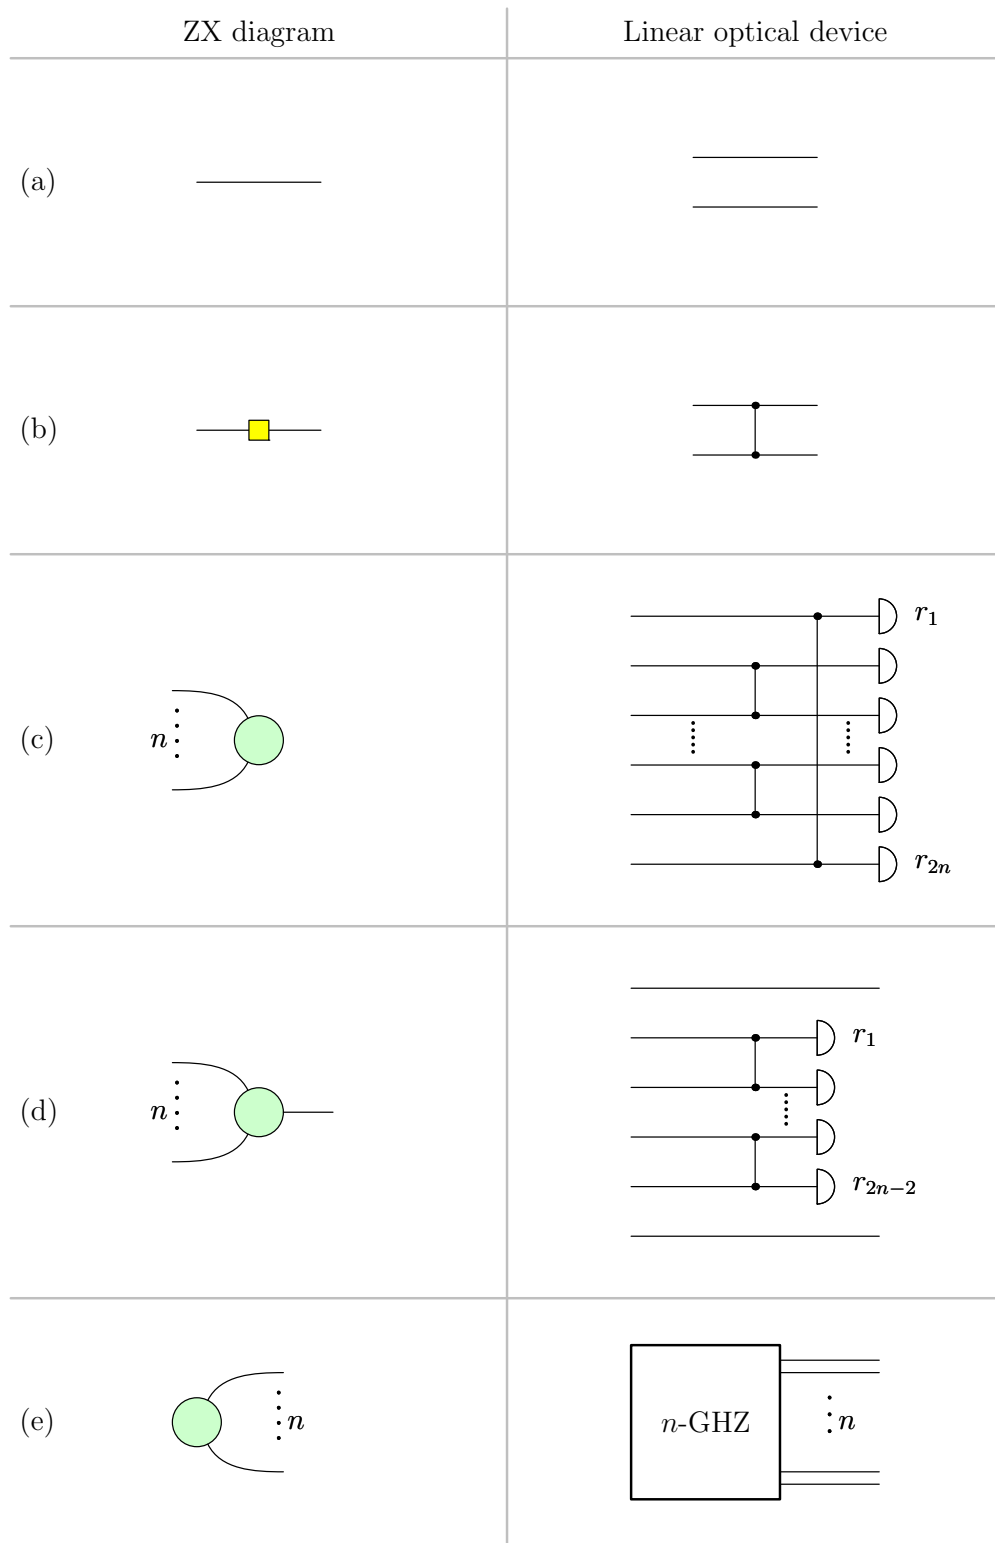 ZX diagram Linear optical device
(a)
(b)
r₁
(c) n
r₂ₙ
r₁
(d) n
r₂ₙ₋₂
(e) n n-GHZ n